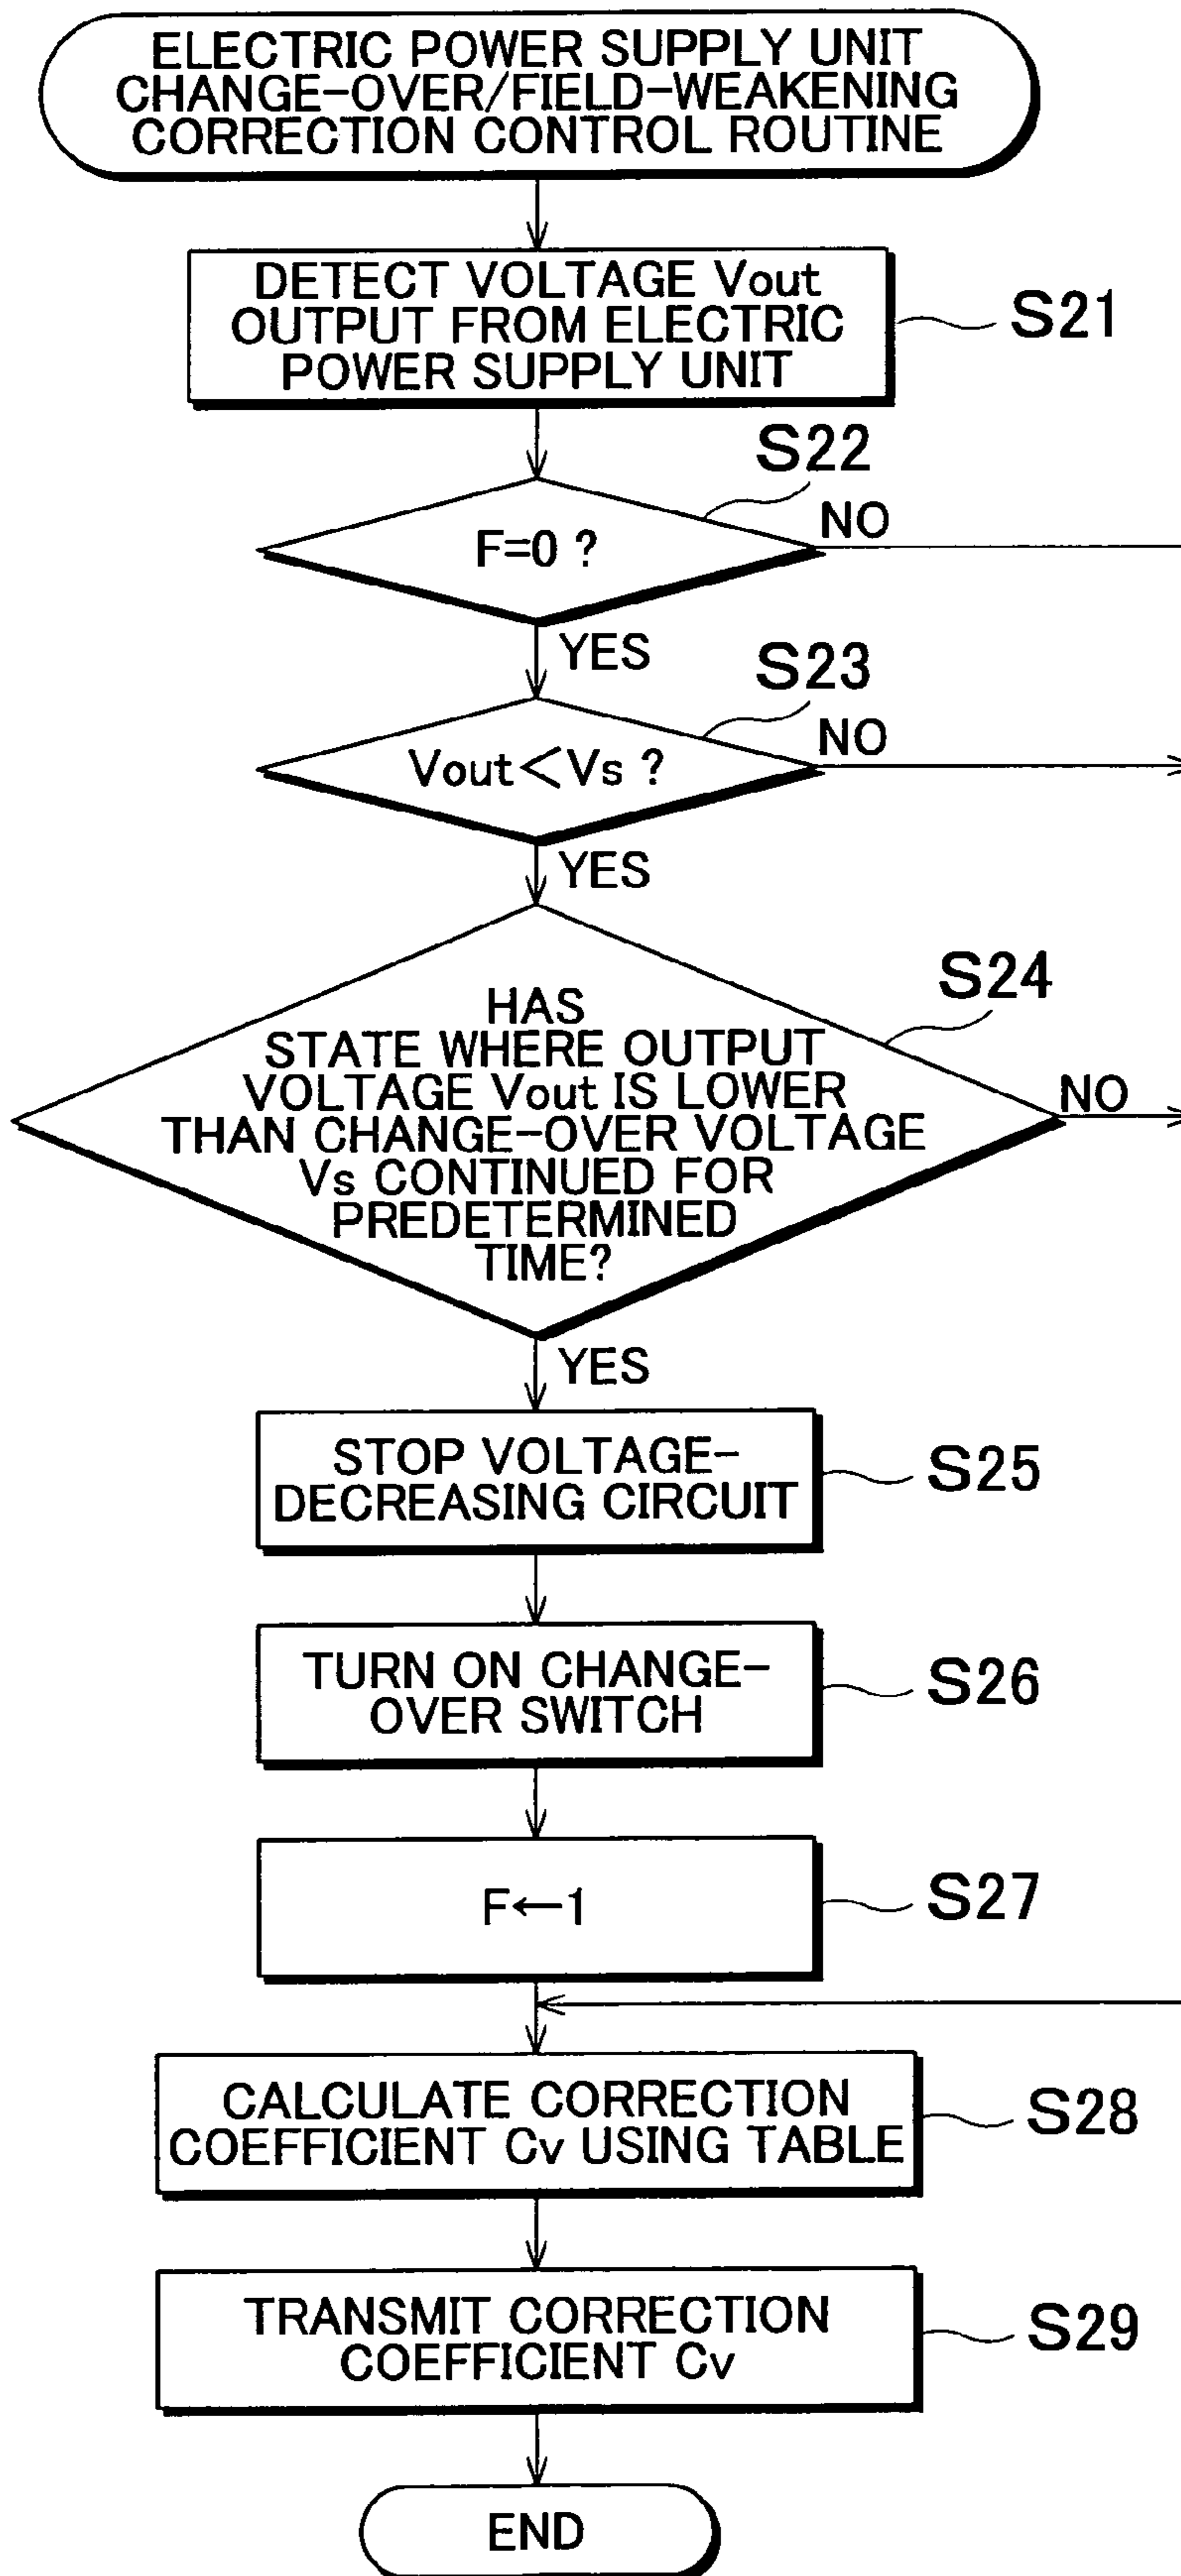 ELECTRIC POWER SUPPLY UNIT
CHANGE-OVER/FIELD-WEAKENING
CORRECTION CONTROL ROUTINE
DETECT VOLTAGE Vout
OUTPUT FROM ELECTRIC
POWER SUPPLY UNIT
S21
S22
F=0 ?
NO
YES
S23
Vout<Vs ?
NO
YES
S24
HAS
STATE WHERE OUTPUT
VOLTAGE Vout IS LOWER
THAN CHANGE-OVER VOLTAGE
Vs CONTINUED FOR
PREDETERMINED
TIME?
NO
YES
STOP VOLTAGE-
DECREASING CIRCUIT
S25
TURN ON CHANGE-
OVER SWITCH
S26
F←1
S27
CALCULATE CORRECTION
COEFFICIENT Cv USING TABLE
S28
TRANSMIT CORRECTION
COEFFICIENT Cv
S29
END